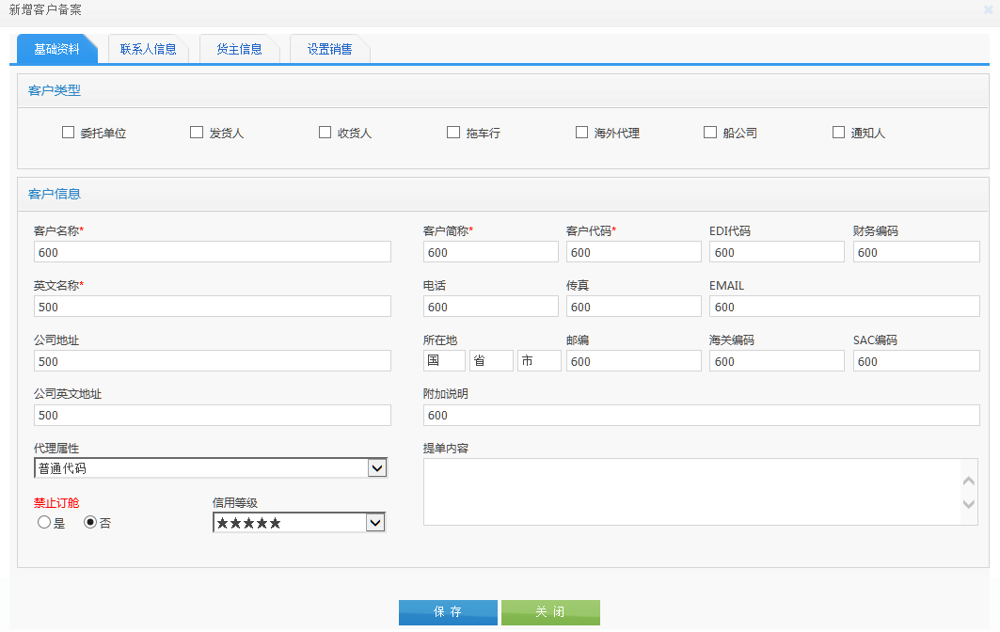 新增客户备案
基础资料 联系人信息 货主信息 设置销售
客户类型
委托单位 发货人 收货人 拖车行 海外代理 船公司 通知人
客户信息
客户名称* 客户简称* 客户代码* EDI代码 财务编码
600 600 600 600 600
英文名称* 电话 传真 EMAIL
500 600 600 600
公司地址 所在地 邮编 海关编码 SAC编码
500 国 省 市 600 600 600
公司英文地址 附加说明
500 600
代理属性 提单内容
普通代码
禁止订舱 信用等级
是 否 ★★★★★
保存 关闭